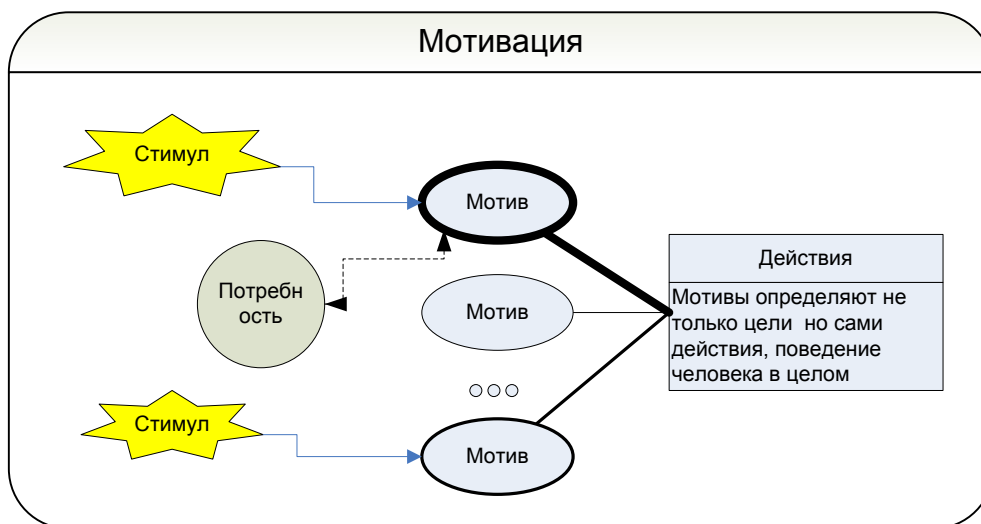 Мотивация
Стимул
Мотив
Потребн
ость
Мотив
Действия
Мотивы определяют не
только цели но сами
действия, поведение
человека в целом
Стимул
Мотив